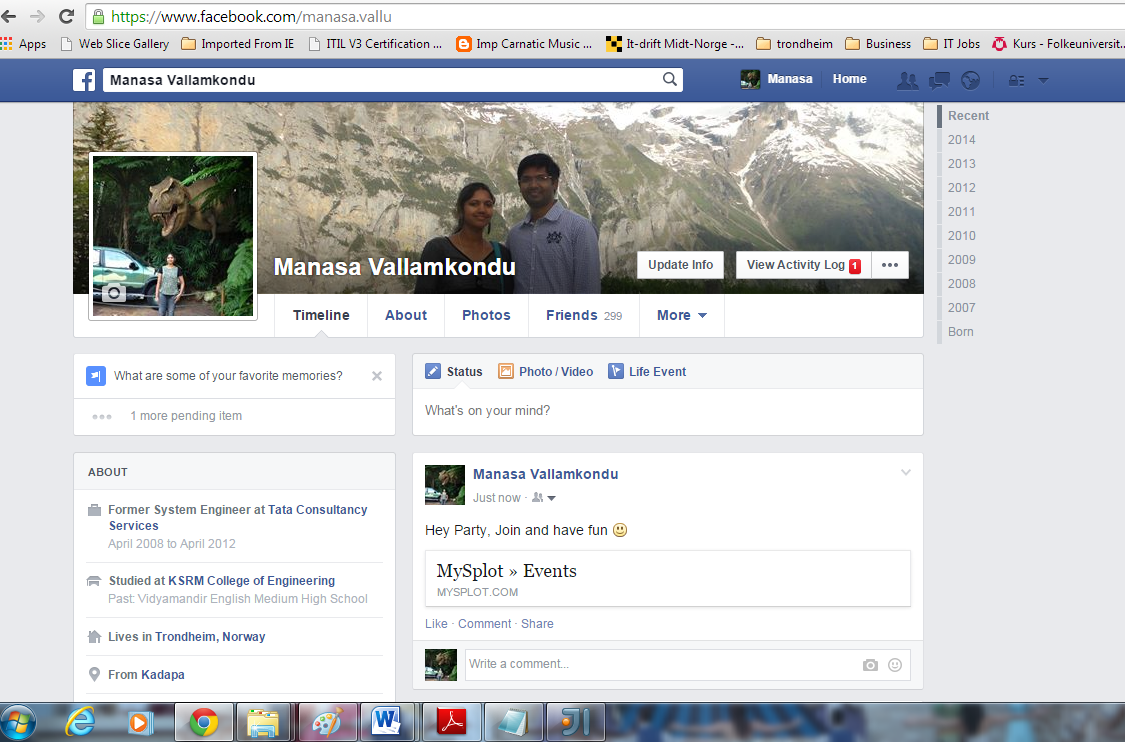 https://www.facebook.com/manasa.vallu
Apps Web Slice Gallery Imported From IE ITIL V3 Certification ... Imp Carnatic Music ... It-drift Midt-Norge -... trondheim Business IT Jobs Kurs - Folkeuniversit...
f Manasa Vallamkondu Manasa Home
Recent
2014
2013
2012
2011
2010
2009
2008
2007
Born
Manasa Vallamkondu Update Info View Activity Log 1
Timeline About Photos Friends 299 More
What are some of your favorite memories?
1 more pending item
ABOUT
Former System Engineer at Tata Consultancy
Services
April 2008 to April 2012
Studied at KSRM College of Engineering
Past: Vidyamandir English Medium High School
Lives in Trondheim, Norway
From Kadapa
Status Photo / Video Life Event
What's on your mind?
Manasa Vallamkondu
Just now ·
Hey Party, Join and have fun 🙂
MySplot » Events
MYSPLOT.COM
Like · Comment · Share
Write a comment...